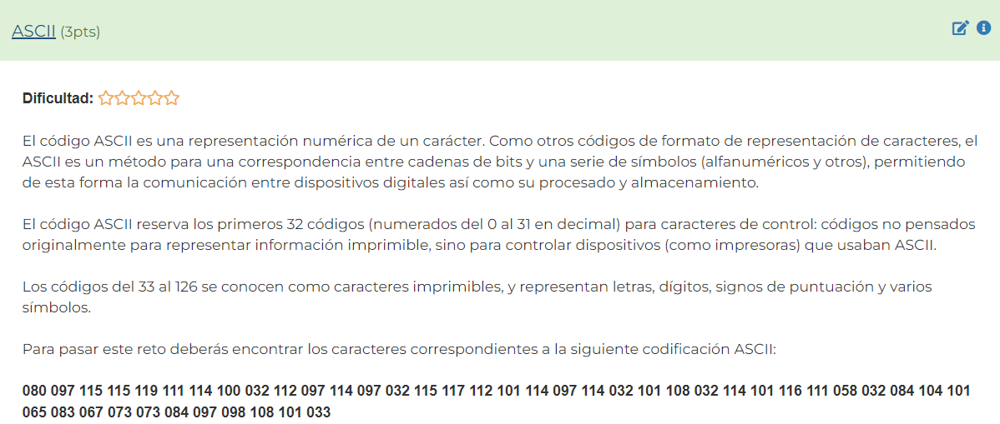 ASCII (3pts)
Dificultad:
El código ASCII es una representación numérica de un carácter. Como otros códigos de formato de representación de caracteres, el
ASCII es un método para una correspondencia entre cadenas de bits y una serie de símbolos (alfanuméricos y otros), permitiendo
de esta forma la comunicación entre dispositivos digitales así como su procesado y almacenamiento.
El código ASCII reserva los primeros 32 códigos (numerados del 0 al 31 en decimal) para caracteres de control: códigos no pensados
originalmente para representar información imprimible, sino para controlar dispositivos (como impresoras) que usaban ASCII.
Los códigos del 33 al 126 se conocen como caracteres imprimibles, y representan letras, dígitos, signos de puntuación y varios
símbolos.
Para pasar este reto deberás encontrar los caracteres correspondientes a la siguiente codificación ASCII:
080 097 115 115 119 111 114 100 032 112 097 114 097 032 115 117 112 101 114 097 114 032 101 108 032 114 101 116 111 058 032 084 104 101
065 083 067 073 073 084 097 098 108 101 033